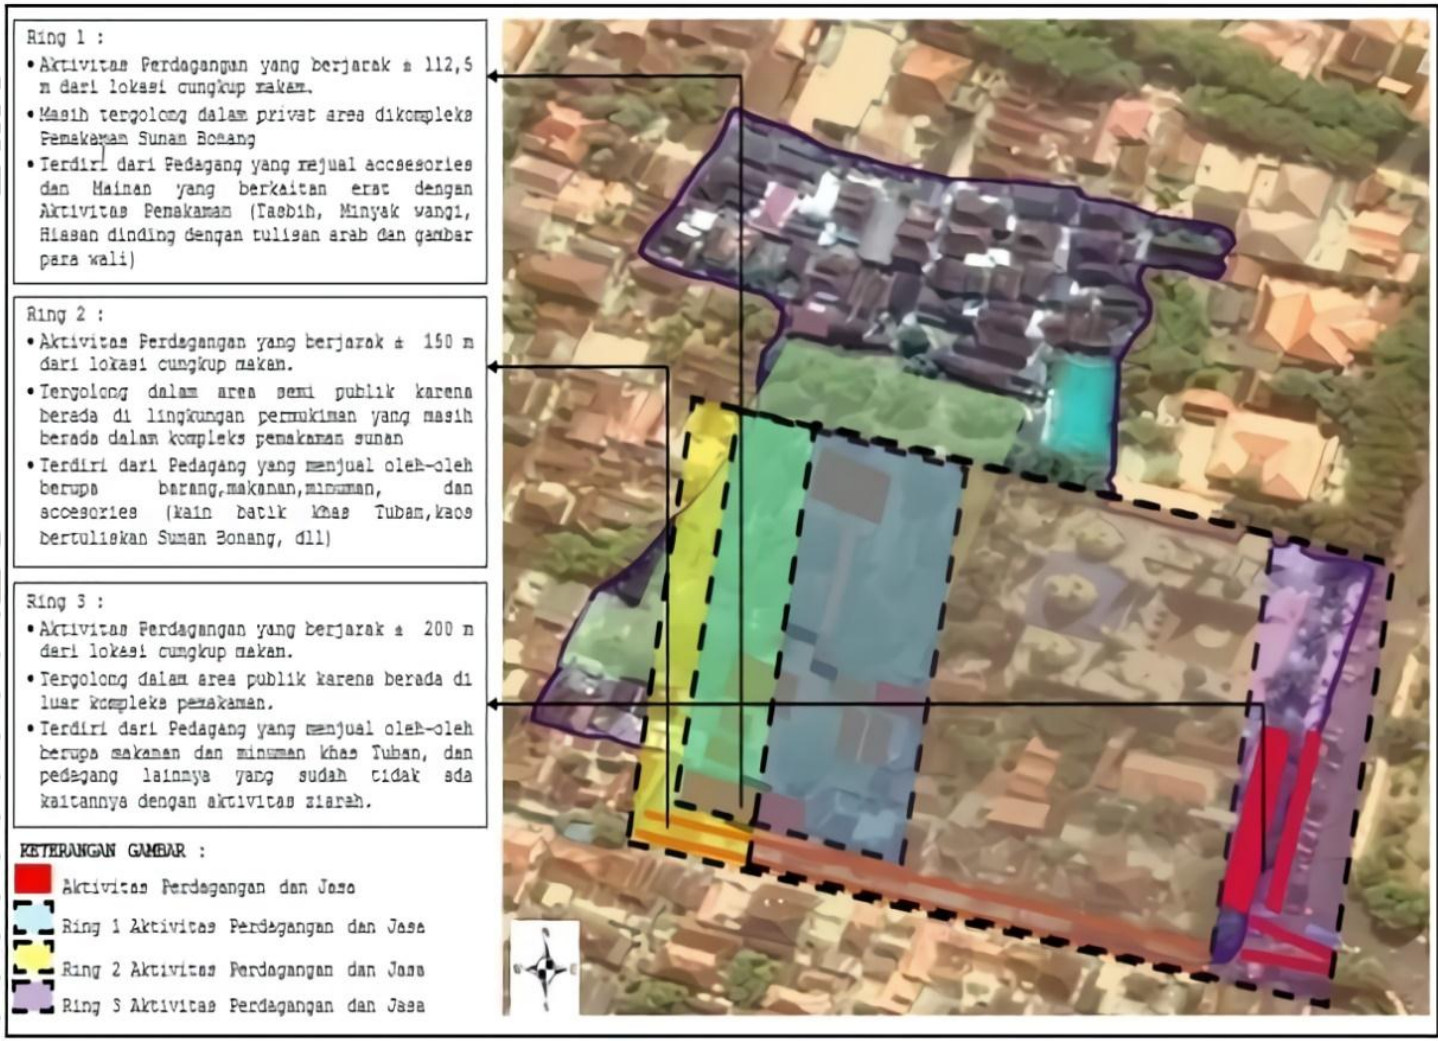 Ring 1 :
• Aktivitas Perdagangan yang berjarak ± 112,5
m dari lokasi cungkup makam.
• Masih tergolong dalam privat area dikompleks
Pemakaman Sunan Bonang
• Terdiri dari Pedagang yang mejual accsesories
dan Mainan yang berkaitan erat dengan
Aktivitas Pemakaman (Tasbih, Minyak wangi,
Hiasan dinding dengan tulisan arab dan gambar
para wali)
Ring 2 :
• Aktivitas Perdagangan yang berjarak ± 150 m
dari lokasi cungkup makam.
• Tergolong dalam area semi publik karena
berada di lingkungan permukiman yang masih
berada dalam kompleks pemakaman sunan
• Terdiri dari Pedagang yang menjual oleh-oleh
berupa barang,makanan,minuman, dan
accesories (kain batik khas Tuban,kaos
bertuliskan Sunan Bonang, dll)
Ring 3 :
• Aktivitas Perdagangan yang berjarak ± 200 m
dari lokasi cungkup makam.
• Tergolong dalam area publik karena berada di
luar kompleks pemakaman.
• Terdiri dari Pedagang yang menjual oleh-oleh
berupa makanan dan minuman khas Tuban, dan
pedagang lainnya yang sudah tidak ada
kaitannya dengan aktivitas ziarah.
KETERANGAN GAMBAR :
Aktivitas Perdagangan dan Jasa
Ring 1 Aktivitas Perdagangan dan Jasa
Ring 2 Aktivitas Perdagangan dan Jasa
Ring 3 Aktivitas Perdagangan dan Jasa